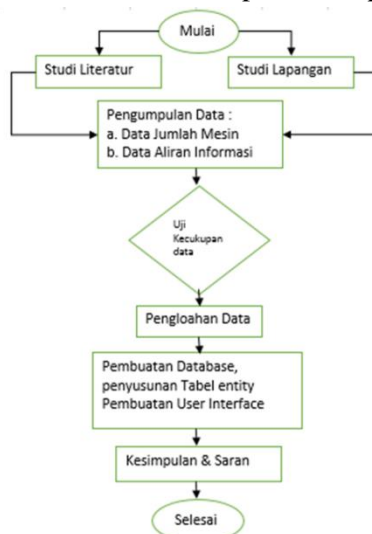 Mulai
Studi Literatur
Studi Lapangan
Pengumpulan Data :
a. Data Jumlah Mesin
b. Data Aliran Informasi
Uji
Kecukupan
data
Pengloahan Data
Pembuatan Database,
penyusunan Tabel entity
Pembuatan User Interface
Kesimpulan & Saran
Selesai